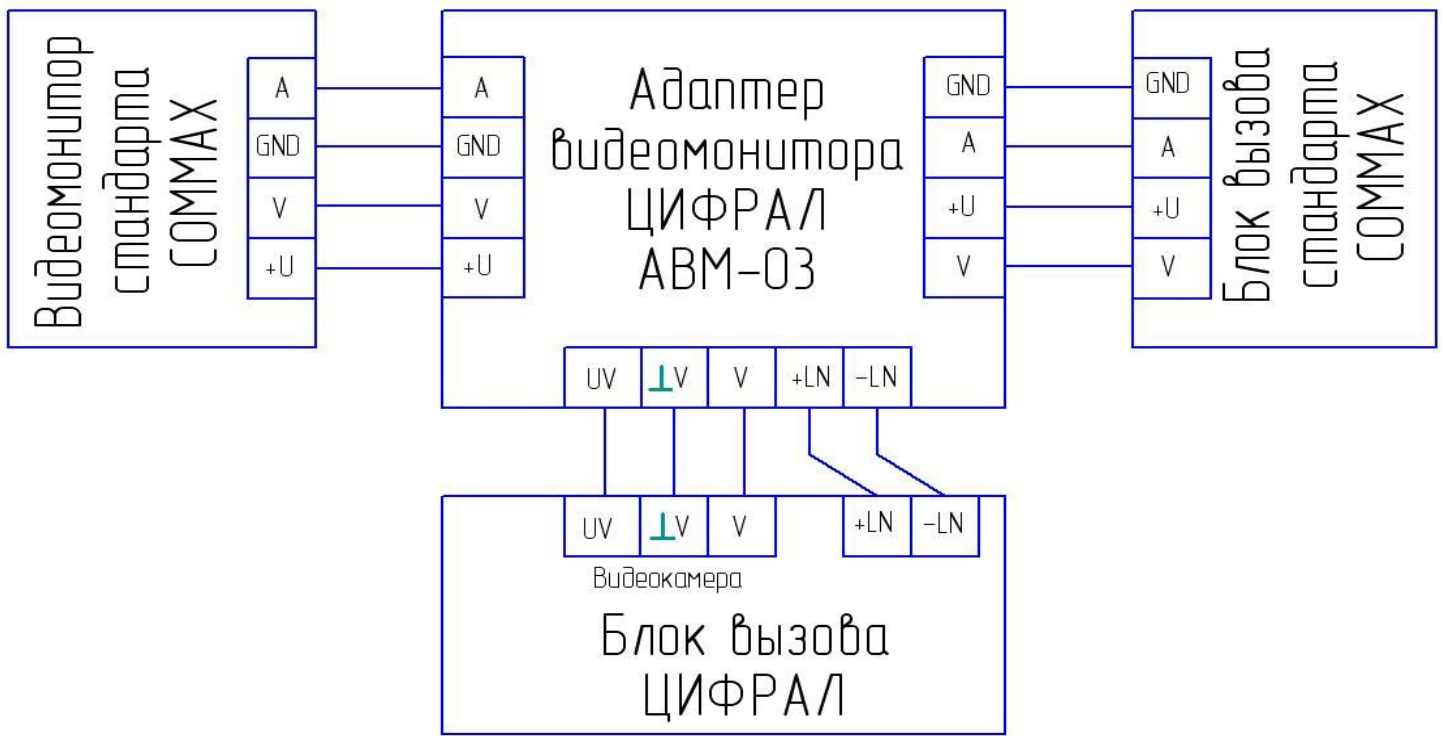 Видеомонитор
стандарта
COMMAX
A
GND
V
+U
A
GND
V
+U
Адаптер
видеомонитора
ЦИФРАЛ
АВМ-03
GND
A
+U
V
GND
A
+U
V
Блок вызова
стандарта
COMMAX
UV
⊥V
V
+LN
-LN
UV
⊥V
V
+LN
-LN
Видеокамера
Блок вызова
ЦИФРАЛ